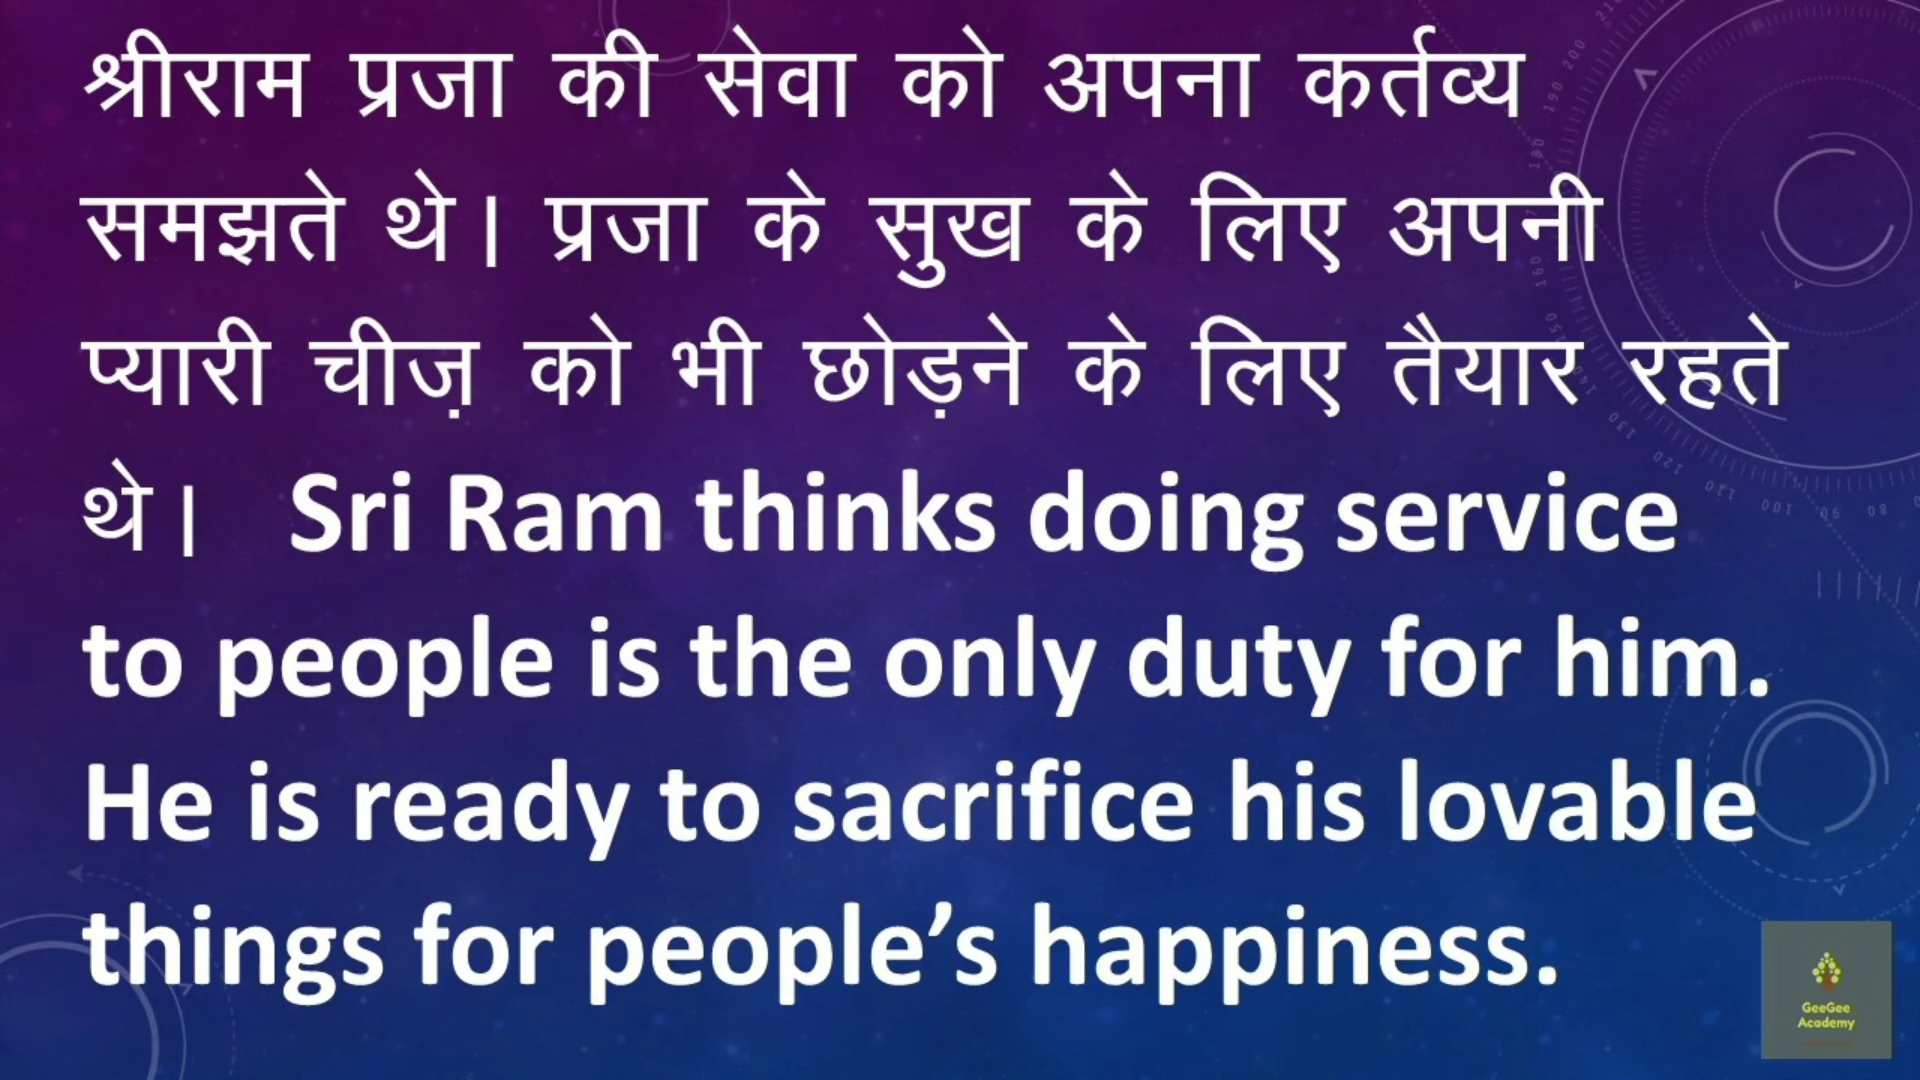 श्रीराम प्रजा की सेवा को अपना कर्तव्य
समझते थे। प्रजा के सुख के लिए अपनी
प्यारी चीज़ को भी छोड़ने के लिए तैयार रहते
थे। Sri Ram thinks doing service
to people is the only duty for him.
He is ready to sacrifice his lovable
things for people’s happiness.
GeeGee
Academy